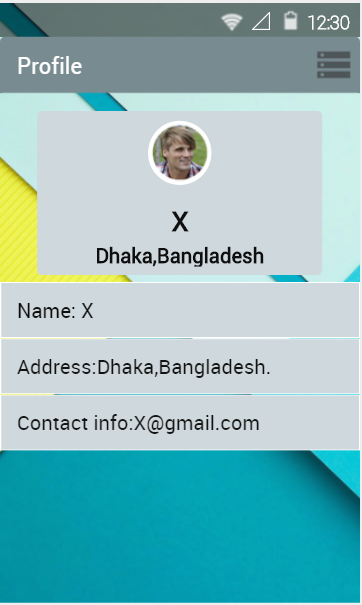 12:30
Profile
X
Dhaka,Bangladesh
Name: X
Address:Dhaka,Bangladesh.
Contact info:X@gmail.com